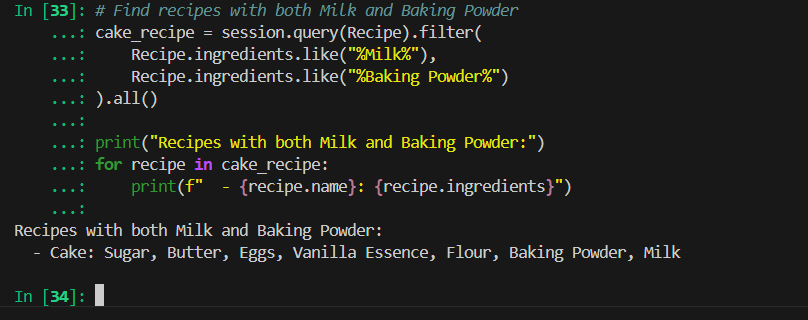 In [33]: # Find recipes with both Milk and Baking Powder
    ...: cake_recipe = session.query(Recipe).filter(
    ...:     Recipe.ingredients.like("%Milk%"),
    ...:     Recipe.ingredients.like("%Baking Powder%")
    ...: ).all()
    ...:
    ...: print("Recipes with both Milk and Baking Powder:")
    ...: for recipe in cake_recipe:
    ...:     print(f"  - {recipe.name}: {recipe.ingredients}")
    ...:
Recipes with both Milk and Baking Powder:
  - Cake: Sugar, Butter, Eggs, Vanilla Essence, Flour, Baking Powder, Milk
In [34]: